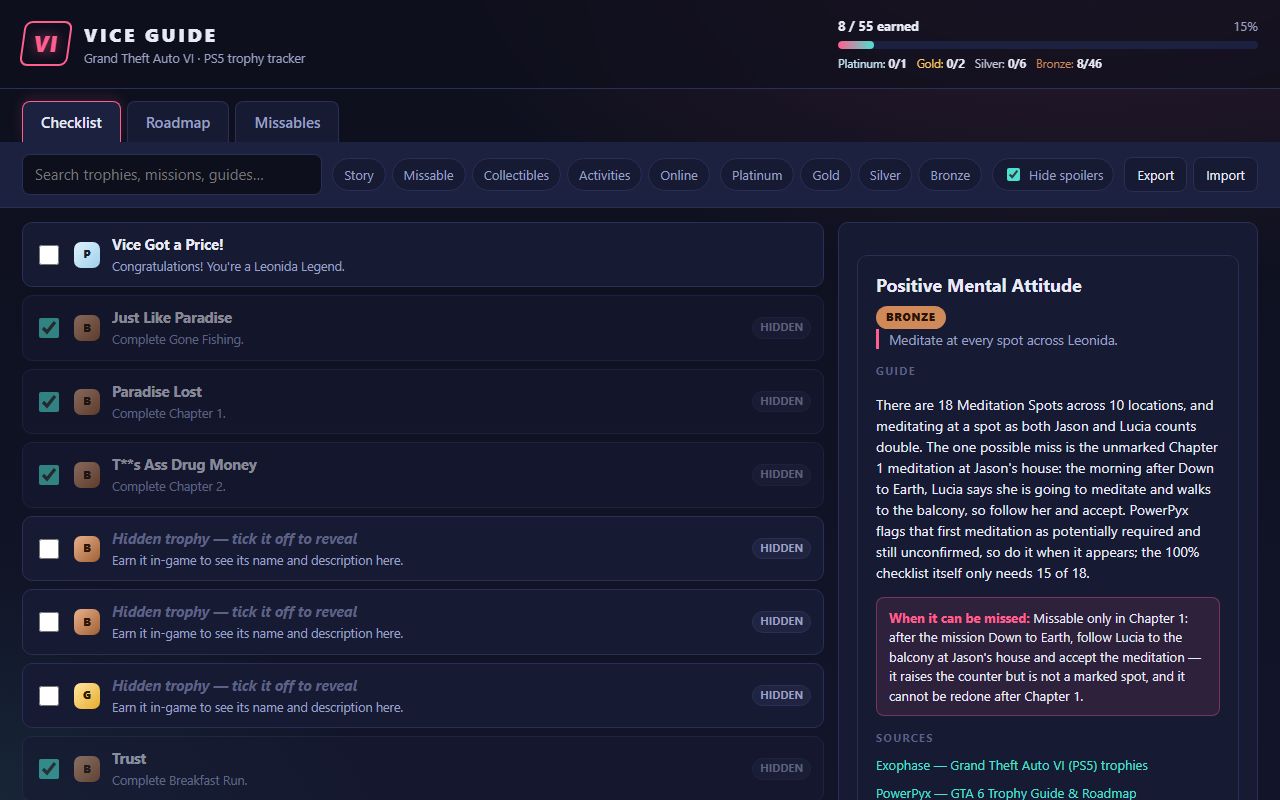 VI
VICE GUIDE
Grand Theft Auto VI · PS5 trophy tracker
8 / 55 earned
15%
Platinum: 0/1 Gold: 0/2 Silver: 0/6 Bronze: 8/46
Checklist
Roadmap
Missables
Search trophies, missions, guides...
Story
Missable
Collectibles
Activities
Online
Platinum
Gold
Silver
Bronze
Hide spoilers
Export
Import
P
Vice Got a Price!
Congratulations! You're a Leonida Legend.
B
Just Like Paradise
Complete Gone Fishing.
HIDDEN
B
Paradise Lost
Complete Chapter 1.
HIDDEN
B
T**s Ass Drug Money
Complete Chapter 2.
HIDDEN
B
Hidden trophy — tick it off to reveal
Earn it in-game to see its name and description here.
HIDDEN
B
Hidden trophy — tick it off to reveal
Earn it in-game to see its name and description here.
HIDDEN
G
Hidden trophy — tick it off to reveal
Earn it in-game to see its name and description here.
HIDDEN
B
Trust
Complete Breakfast Run.
HIDDEN
Positive Mental Attitude
BRONZE
Meditate at every spot across Leonida.
GUIDE
There are 18 Meditation Spots across 10 locations, and
meditating at a spot as both Jason and Lucia counts
double. The one possible miss is the unmarked Chapter
1 meditation at Jason's house: the morning after Down
to Earth, Lucia says she is going to meditate and walks
to the balcony, so follow her and accept. PowerPyx
flags that first meditation as potentially required and
still unconfirmed, so do it when it appears; the 100%
checklist itself only needs 15 of 18.
When it can be missed: Missable only in Chapter 1:
after the mission Down to Earth, follow Lucia to the
balcony at Jason's house and accept the meditation —
it raises the counter but is not a marked spot, and it
cannot be redone after Chapter 1.
SOURCES
Exophase — Grand Theft Auto VI (PS5) trophies
PowerPyx — GTA 6 Trophy Guide & Roadmap